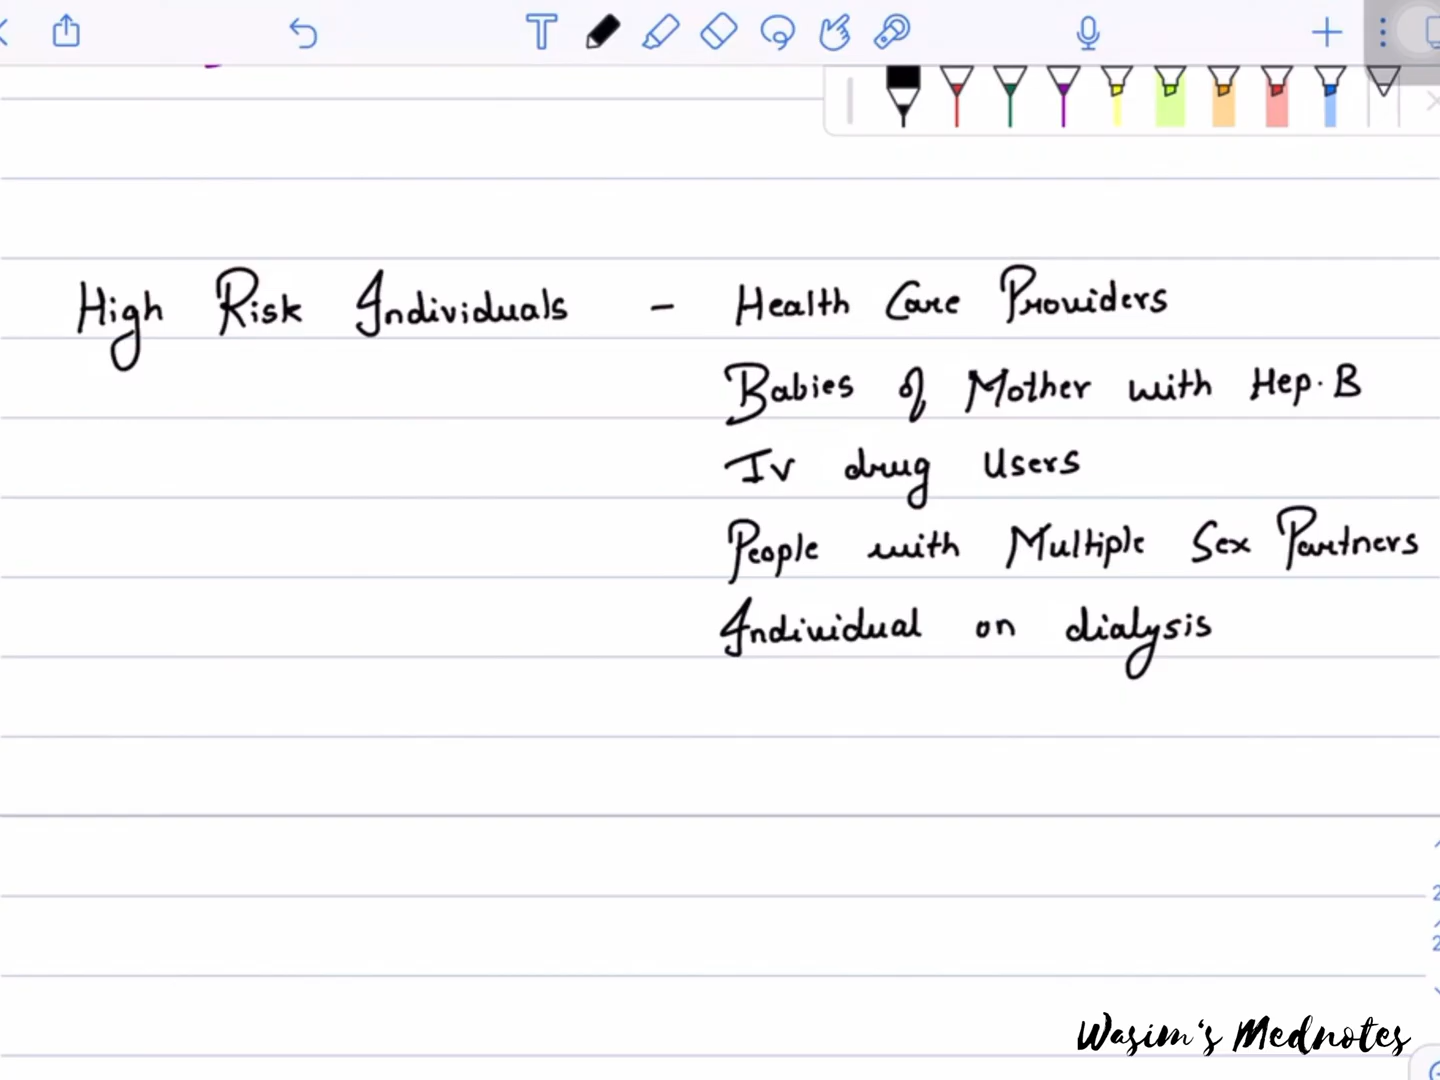 High Risk Individuals - Health Care Providers
Babies of Mother with Hep. B
IV drug Users
People with Multiple Sex Partners
Individual on dialysis
Wasim's Mednotes